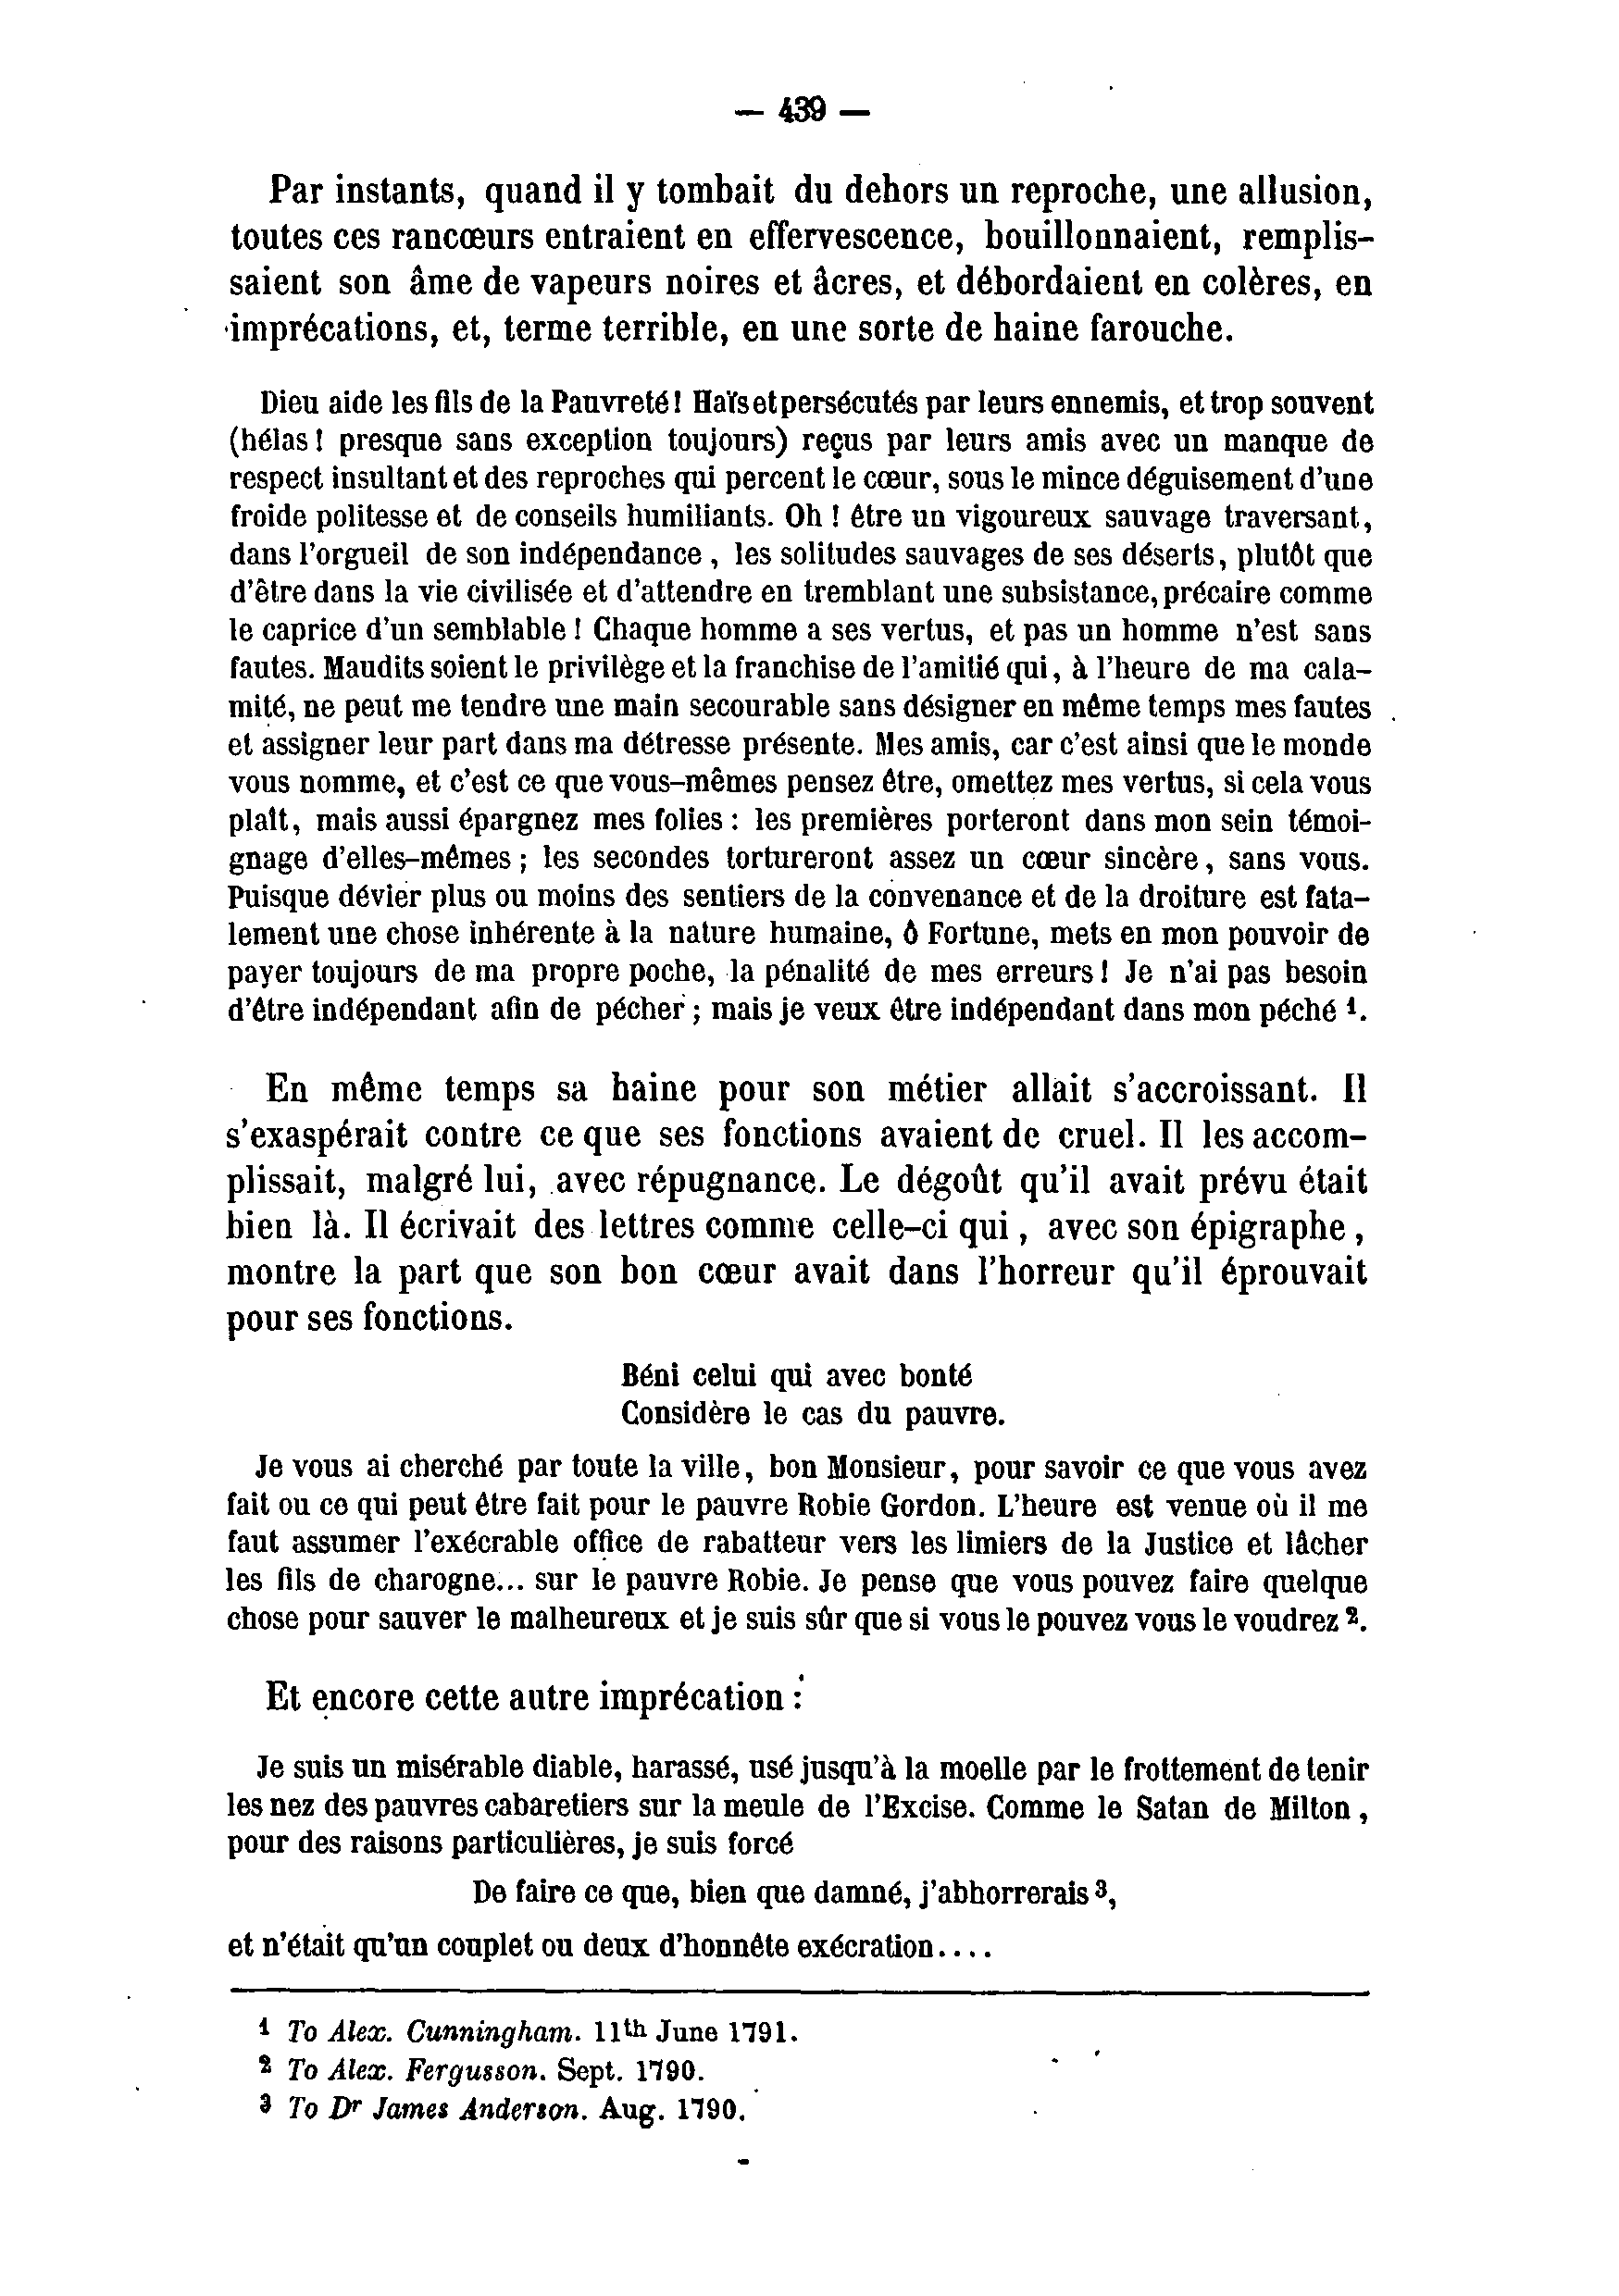 — 439 —
Par instants, quand il y tombait du dehors un reproche, une allusion,
toutes ces rancœurs entraient en effervescence, bouillonnaient, remplis-
saient son âme de vapeurs noires et âcres, et débordaient en colères, en
imprécations, et, terme terrible, en une sorte de haine farouche.
Dieu aide les fils de la Pauvreté! Haïs et persécutés par leurs ennemis, et trop souvent
(hélas! presque sans exception toujours) reçus par leurs amis avec un manque de
respect insultant et des reproches qui percent le cœur, sous le mince déguisement d'une
froide politesse et de conseils humiliants. Oh ! être un vigoureux sauvage traversant,
dans l'orgueil de son indépendance, les solitudes sauvages de ses déserts, plutôt que
d'être dans la vie civilisée et d'attendre en tremblant une subsistance, précaire comme
le caprice d'un semblable ! Chaque homme a ses vertus, et pas un homme n'est sans
fautes. Maudits soient le privilège et la franchise de l'amitié qui, à l'heure de ma cala-
mité, ne peut me tendre une main secourable sans désigner en même temps mes fautes
et assigner leur part dans ma détresse présente. Mes amis, car c'est ainsi que le monde
vous nomme, et c'est ce que vous-mêmes pensez être, omettez mes vertus, si cela vous
plaît, mais aussi épargnez mes folies : les premières porteront dans mon sein témoi-
gnage d'elles-mêmes ; les secondes tortureront assez un cœur sincère, sans vous.
Puisque dévier plus ou moins des sentiers de la convenance et de la droiture est fata-
lement une chose inhérente à la nature humaine, ô Fortune, mets en mon pouvoir de
payer toujours de ma propre poche, la pénalité de mes erreurs! Je n'ai pas besoin
d'être indépendant afin de pécher ; mais je veux être indépendant dans mon péché 1.
En même temps sa haine pour son métier allait s'accroissant. Il
s'exaspérait contre ce que ses fonctions avaient de cruel. Il les accom-
plissait, malgré lui, avec répugnance. Le dégoût qu'il avait prévu était
bien là. Il écrivait des lettres comme celle-ci qui, avec son épigraphe,
montre la part que son bon cœur avait dans l'horreur qu'il éprouvait
pour ses fonctions.
Béni celui qui avec bonté
Considère le cas du pauvre.
Je vous ai cherché par toute la ville, bon Monsieur, pour savoir ce que vous avez
fait ou ce qui peut être fait pour le pauvre Robie Gordon. L'heure est venue où il me
faut assumer l'exécrable office de rabatteur vers les limiers de la Justice et lâcher
les fils de charogne... sur le pauvre Robie. Je pense que vous pouvez faire quelque
chose pour sauver le malheureux et je suis sûr que si vous le pouvez vous le voudrez 2.
Et encore cette autre imprécation :
Je suis un misérable diable, harassé, usé jusqu'à la moelle par le frottement de tenir
les nez des pauvres cabaretiers sur la meule de l'Excise. Comme le Satan de Milton,
pour des raisons particulières, je suis forcé
De faire ce que, bien que damné, j'abhorrerais 3,
et n'était qu'un couplet ou deux d'honnête exécration....
1 To Alex. Cunningham. 11th June 1791.
2 To Alex. Fergusson. Sept. 1790.
3 To Dr James Anderson. Aug. 1790.